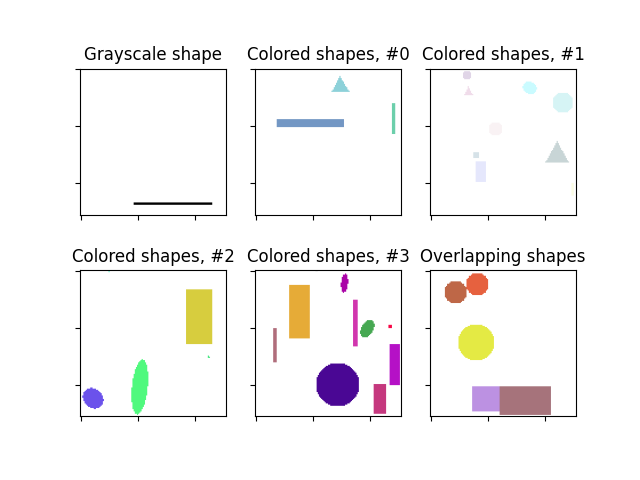 Grayscale shape
Colored shapes, #0
Colored shapes, #1
Colored shapes, #2
Colored shapes, #3
Overlapping shapes